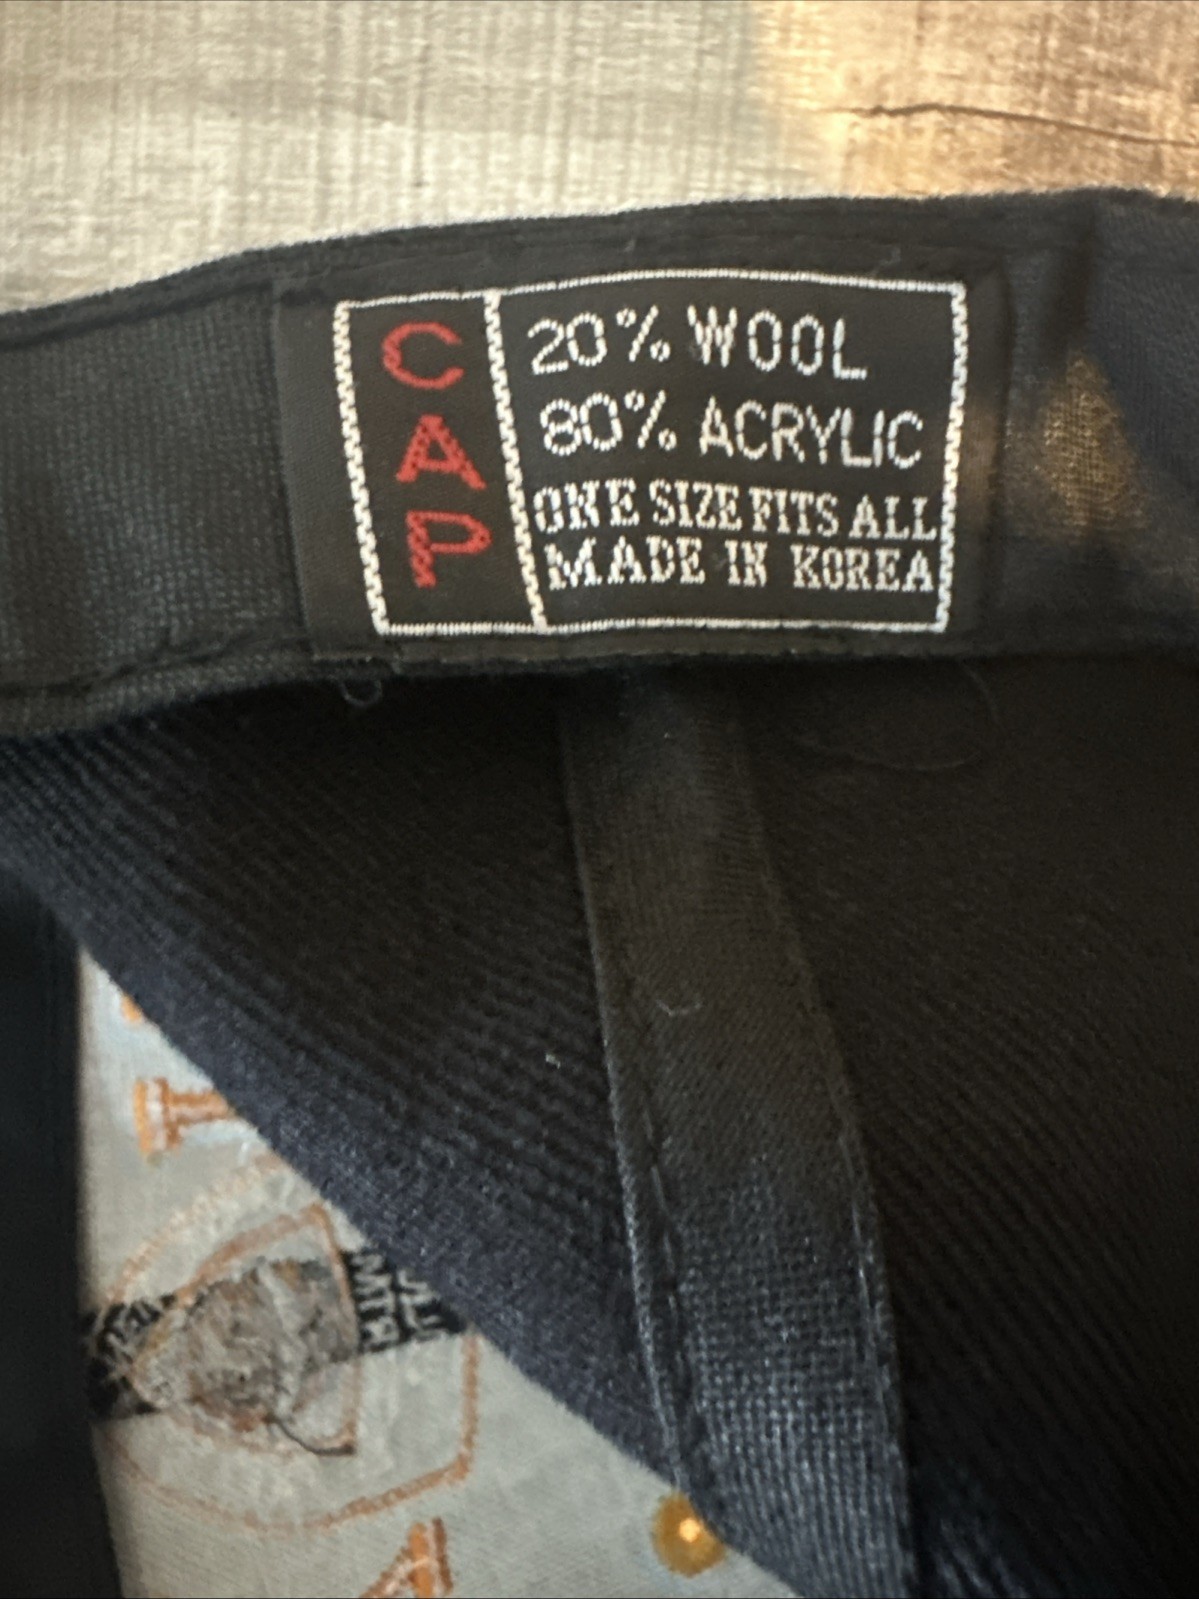 CAP
20% WOOL
80% ACRYLIC
ONE SIZE FITS ALL
MADE IN KOREA